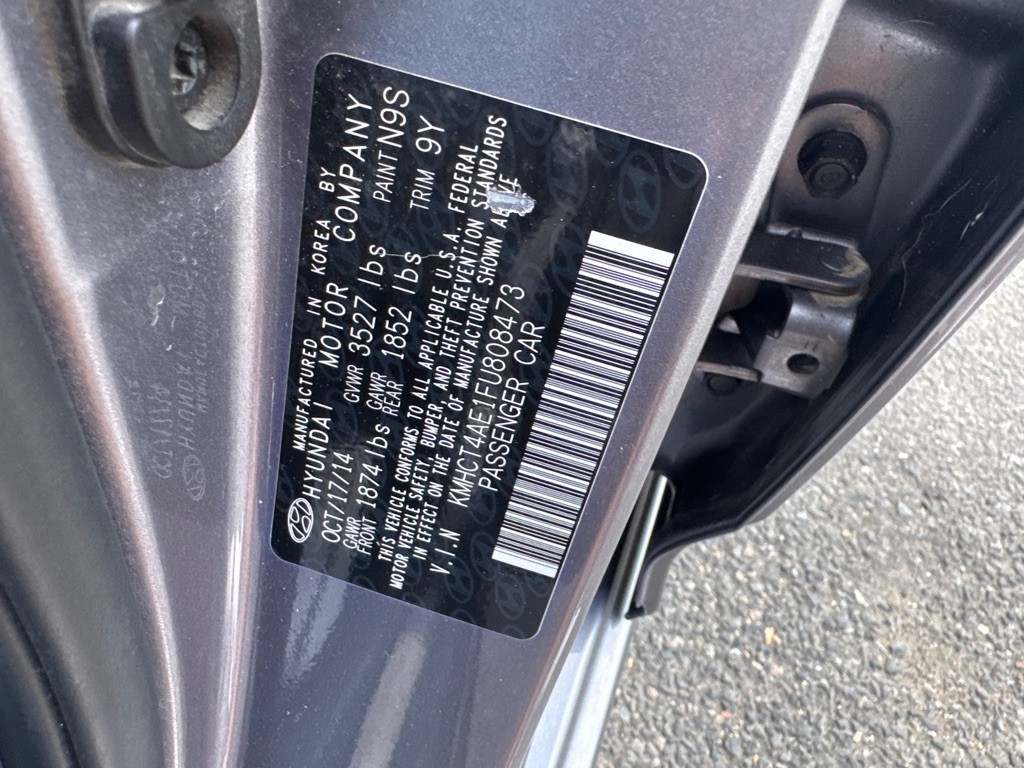 MANUFACTURED IN KOREA BY
HYUNDAI MOTOR COMPANY
OCT/17/14 GVWR 3527 lbs PAINT N9S
GAWR FRONT 1874 lbs GAWR REAR 1852 lbs TRIM 9Y
THIS VEHICLE CONFORMS TO ALL APPLICABLE U.S.A. FEDERAL
MOTOR VEHICLE SAFETY, BUMPER, AND THEFT PREVENTION STANDARDS
IN EFFECT ON THE DATE OF MANUFACTURE SHOWN
V.I.N KMHCT4AE1FU808473
PASSENGER CAR